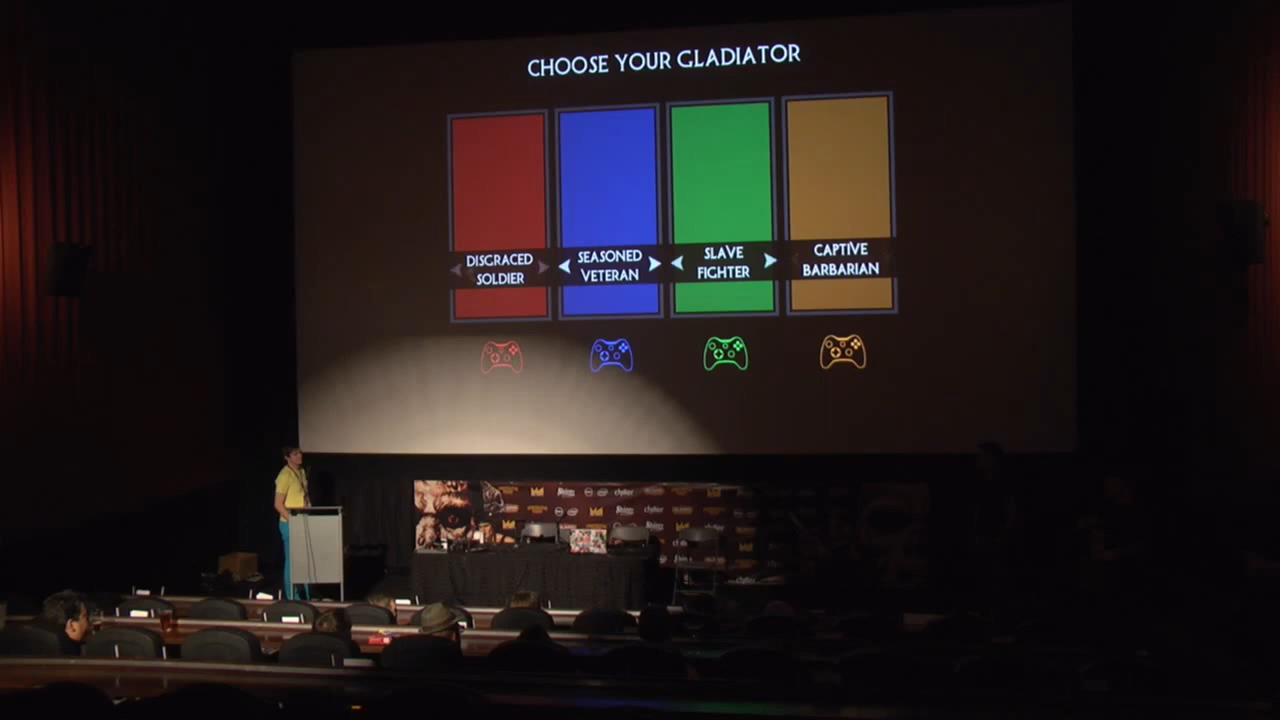 CHOOSE YOUR GLADIATOR
DISGRACED
SOLDIER
SEASONED
VETERAN
SLAVE
FIGHTER
CAPTIVE
BARBARIAN